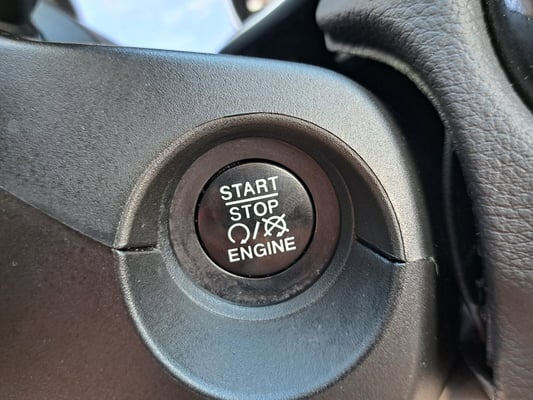 START
STOP
/
ENGINE